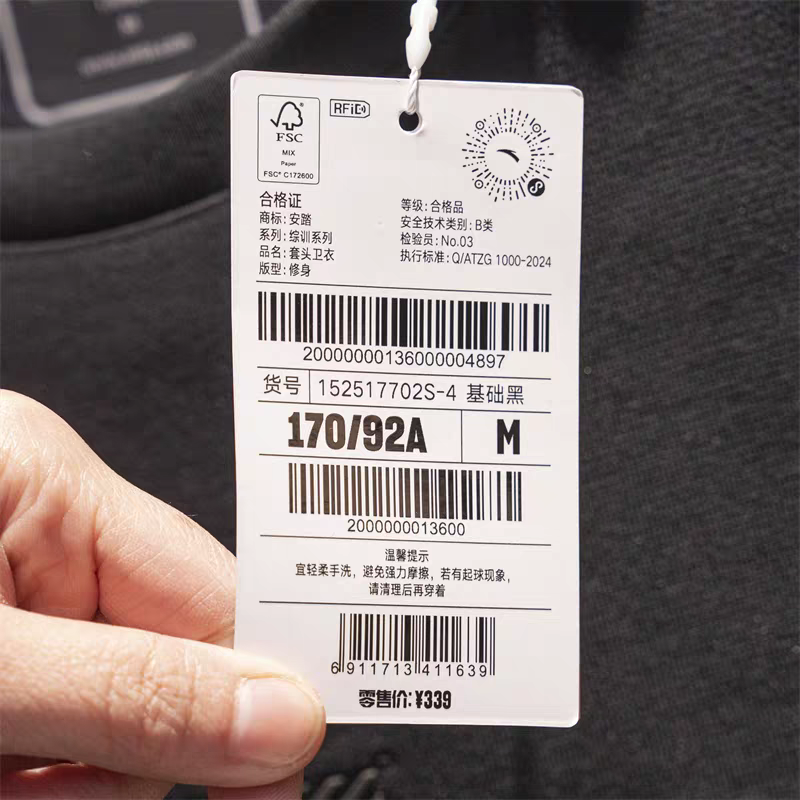 RFiD
FSC
MIX
Paper
FSC® C172600
合格证
商标: 安踏
系列: 综训系列
品名: 套头卫衣
版型: 修身
等级: 合格品
安全技术类别: B类
检验员: No.03
执行标准: Q/ATZG 1000-2024
20000000136000004897
货号 152517702S-4 基础黑
170/92A M
2000000013600
温馨提示
宜轻柔手洗，避免强力摩擦，若有起球现象，
请清理后再穿着
6 911713 411639
零售价: ¥339